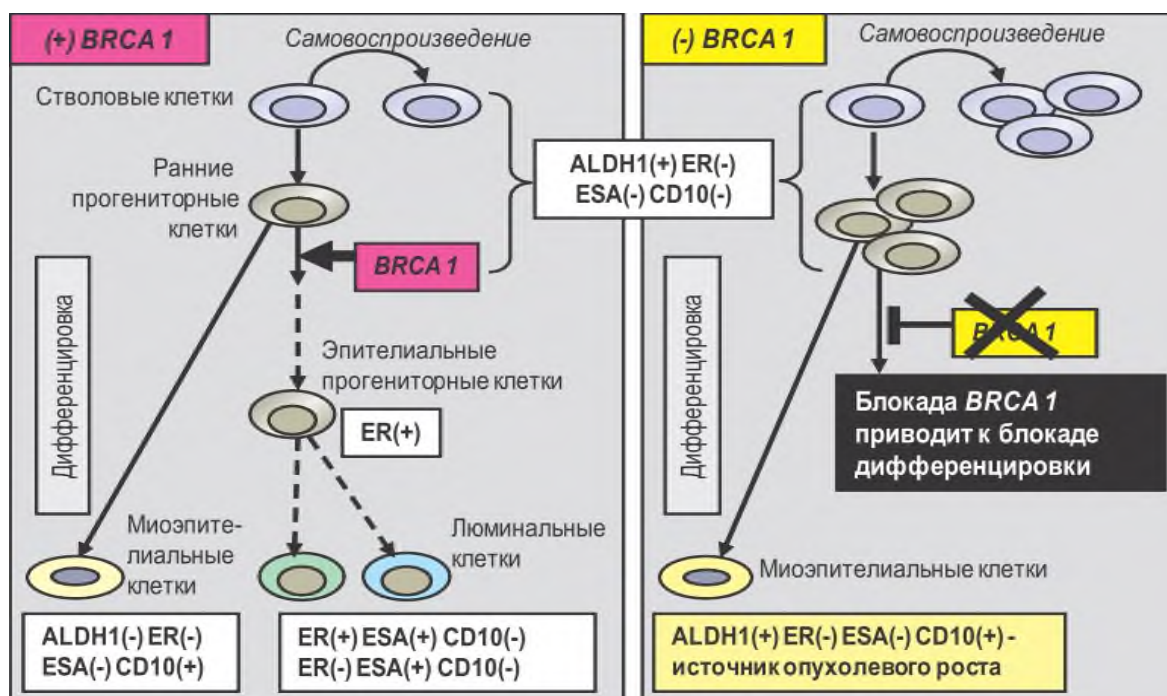 (+) BRCA 1
Самовоспроизведение
Стволовые клетки
Ранние
прогениторные
клетки
BRCA 1
Дифференцировка
Эпителиальные
прогениторные клетки
ER(+)
Миоэпите-
лиальные
клетки
Люминальные
клетки
ALDH1(-) ER(-)
ESA(-) CD10(+)
ER(+) ESA(+) CD10(-)
ER(-) ESA(+) CD10(-)
ALDH1(+) ER(-)
ESA(-) CD10(-)
(-) BRCA 1
Самовоспроизведение
BRCA 1
Блокада BRCA 1
приводит к блокаде
дифференцировки
Дифференцировка
Миоэпителиальные клетки
ALDH1(+) ER(-) ESA(-) CD10(+) -
источник опухолевого роста